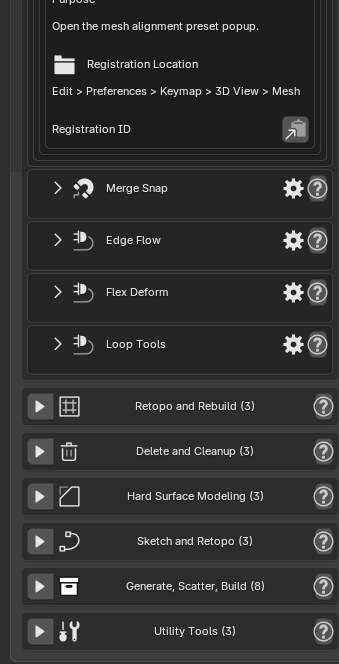 Open the mesh alignment preset popup.
Registration Location
Edit > Preferences > Keymap > 3D View > Mesh
Registration ID
Merge Snap
Edge Flow
Flex Deform
Loop Tools
Retopo and Rebuild (3)
Delete and Cleanup (3)
Hard Surface Modeling (3)
Sketch and Retopo (3)
Generate, Scatter, Build (8)
Utility Tools (3)